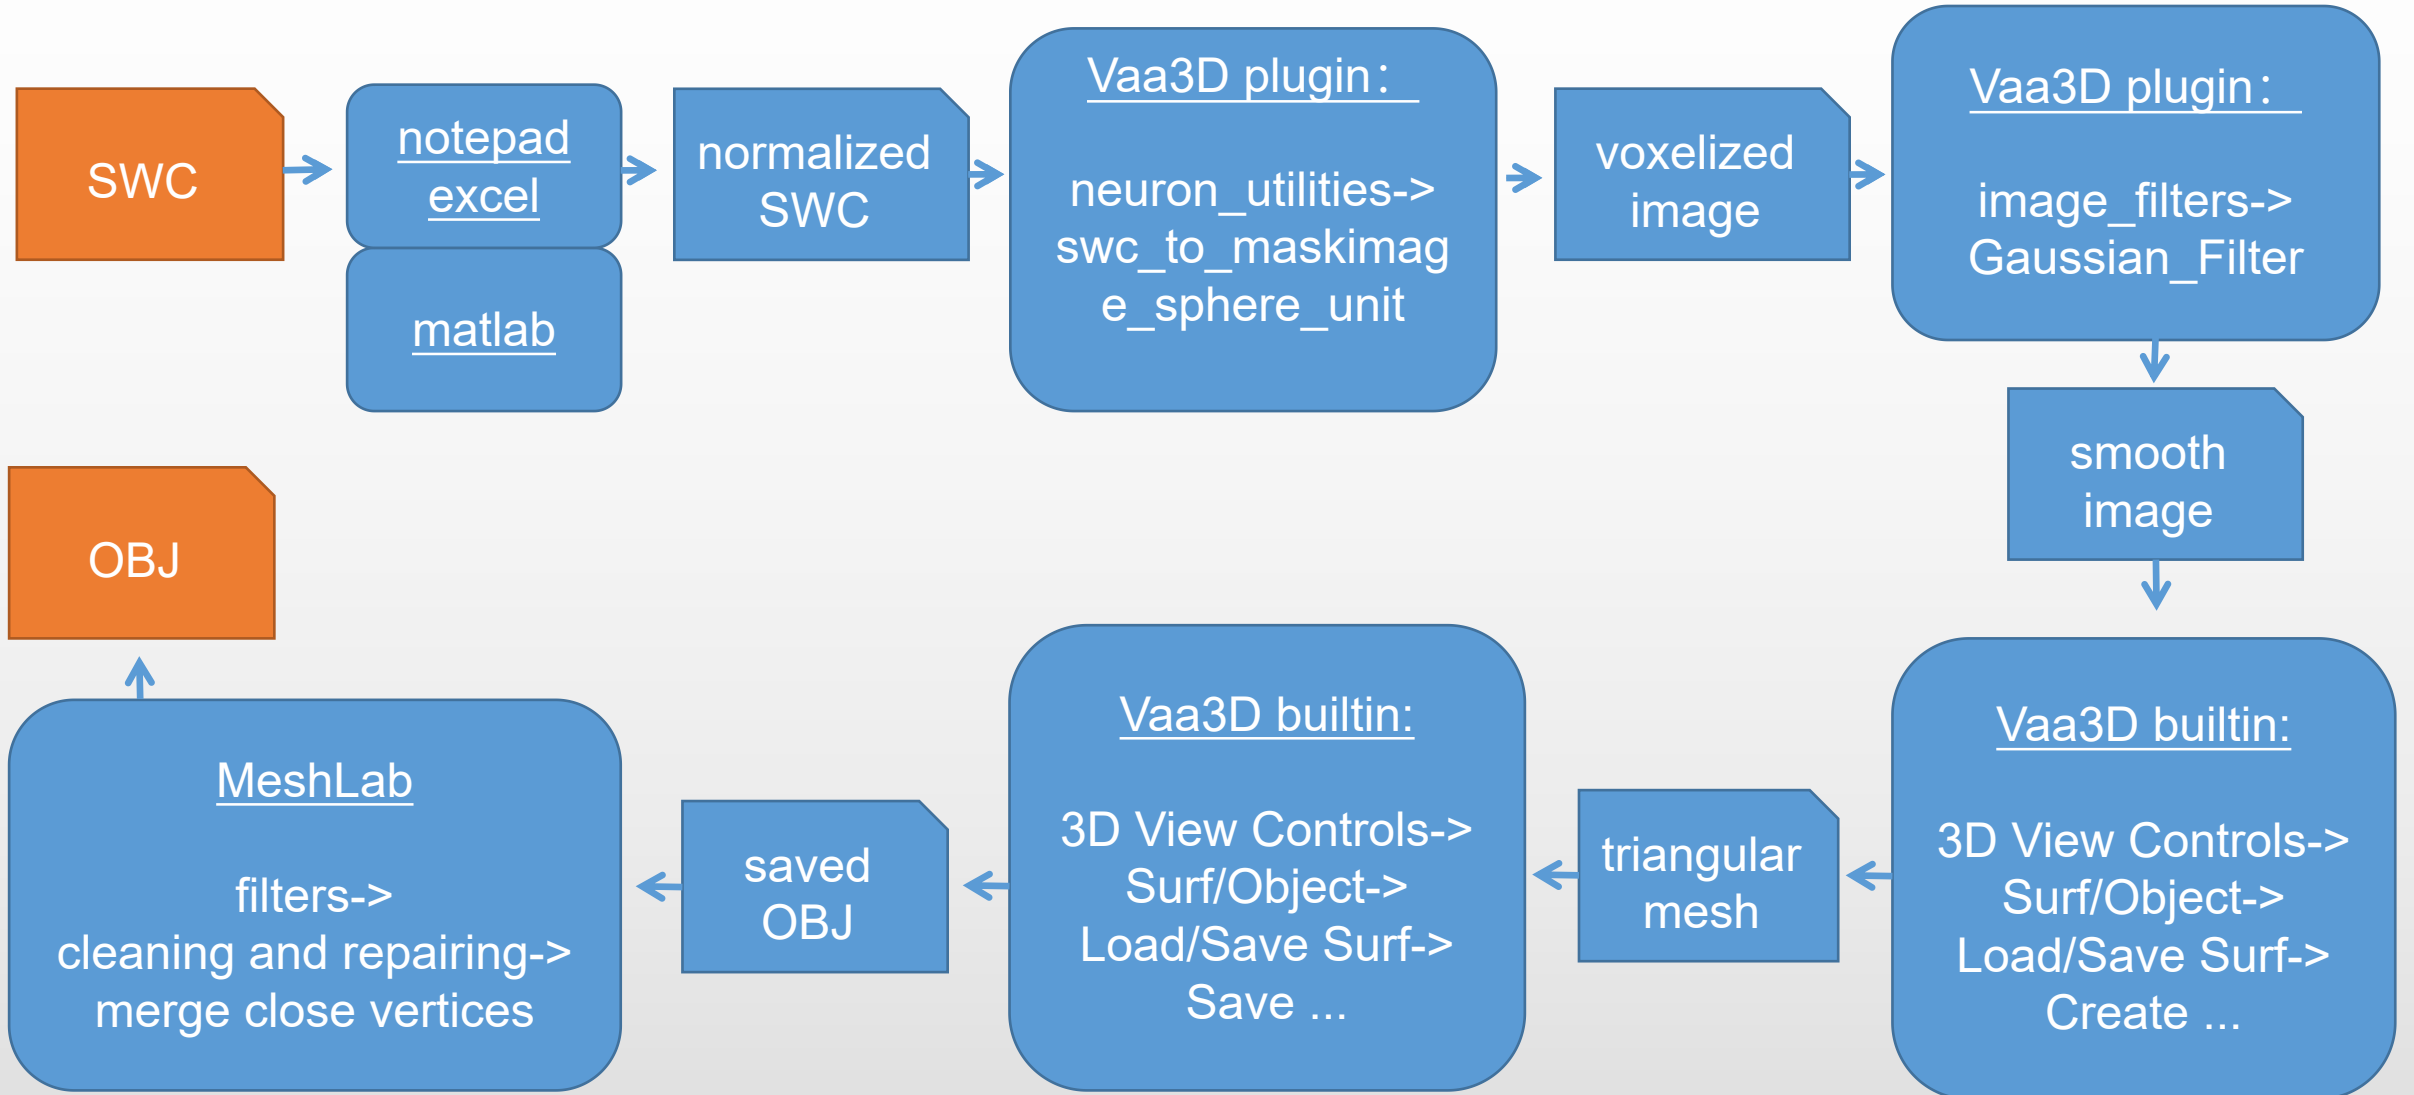 SWC
notepad
excel
matlab
normalized
SWC
Vaa3D plugin：
neuron_utilities->
swc_to_maskimag
e_sphere_unit
voxelized
image
Vaa3D plugin：
image_filters->
Gaussian_Filter
smooth
image
Vaa3D builtin:
3D View Controls->
Surf/Object->
Load/Save Surf->
Create ...
triangular
mesh
Vaa3D builtin:
3D View Controls->
Surf/Object->
Load/Save Surf->
Save ...
saved
OBJ
MeshLab
filters->
cleaning and repairing->
merge close vertices
OBJ